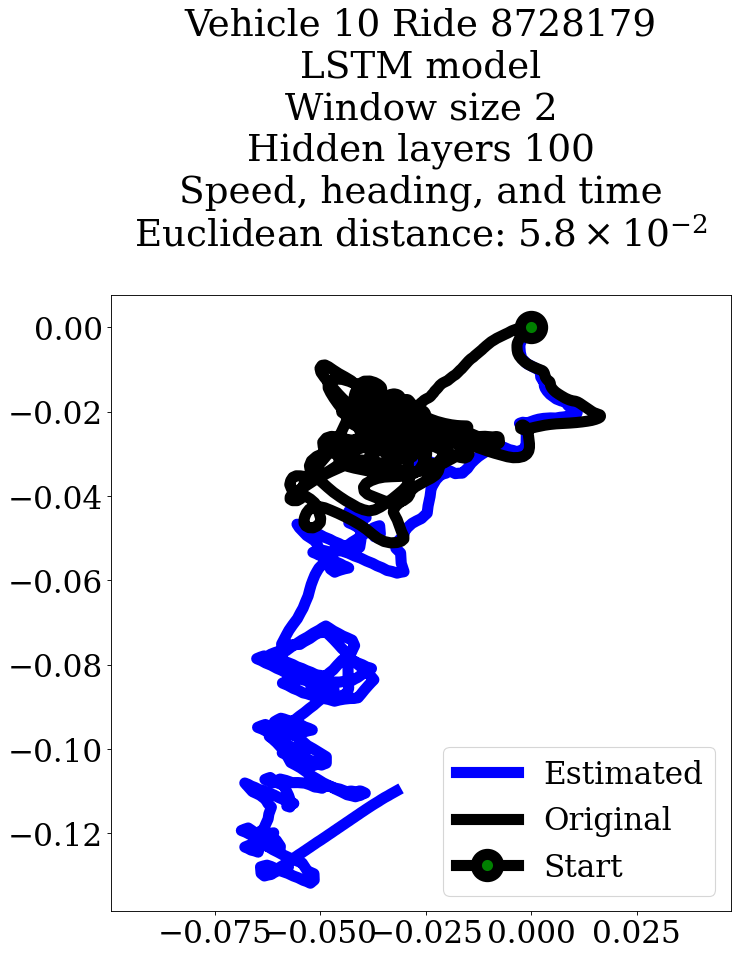 Vehicle 10 Ride 8728179
LSTM model
Window size 2
Hidden layers 100
Speed, heading, and time
Euclidean distance: 5.8 × 10⁻²
0.00
−0.02
−0.04
−0.06
−0.08
−0.10
−0.12
Estimated
Original
Start
−0.075 −0.050 −0.025 0.000 0.025